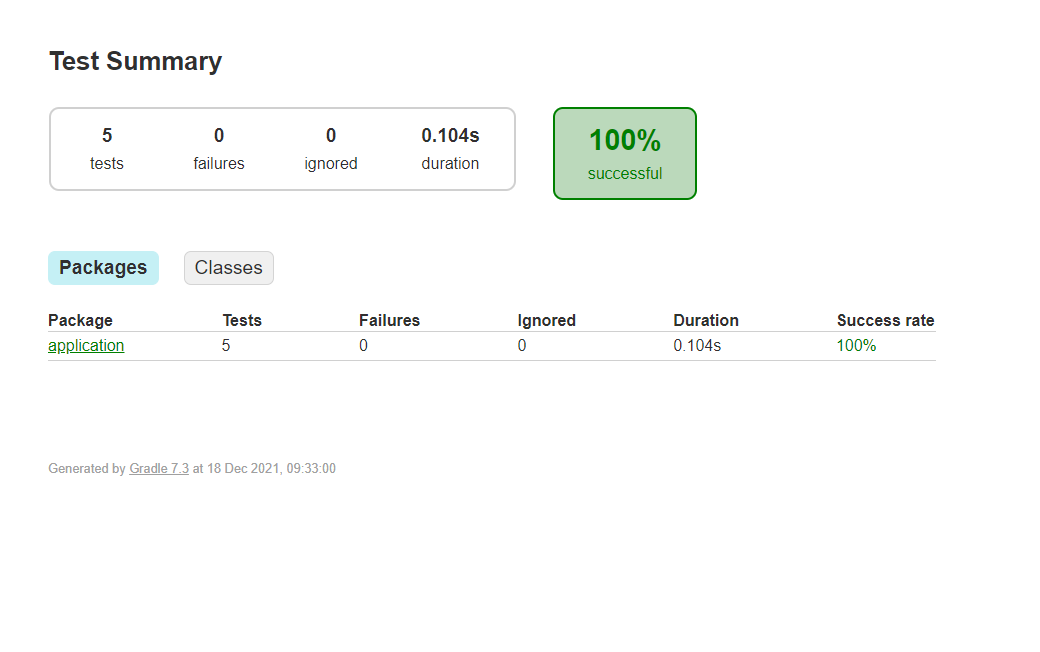 Test Summary
5 0 0 0.104s
tests failures ignored duration
100%
successful
Packages Classes
Package Tests Failures Ignored Duration Success rate
application 5 0 0 0.104s 100%
Generated by Gradle 7.3 at 18 Dec 2021, 09:33:00